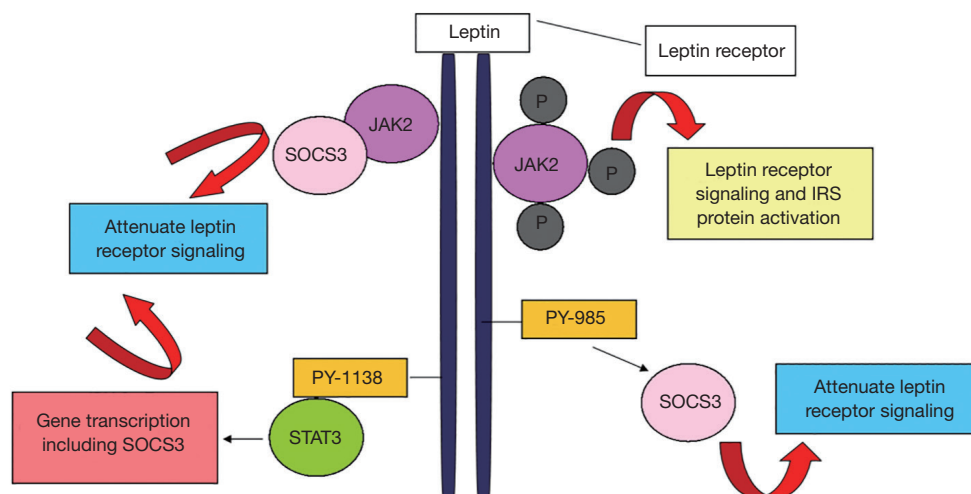 Leptin
Leptin receptor
P
JAK2
SOCS3
JAK2
P
P
Leptin receptor
signaling and IRS
protein activation
Attenuate leptin
receptor signaling
PY-985
PY-1138
SOCS3
Attenuate leptin
receptor signaling
Gene transcription
including SOCS3
STAT3